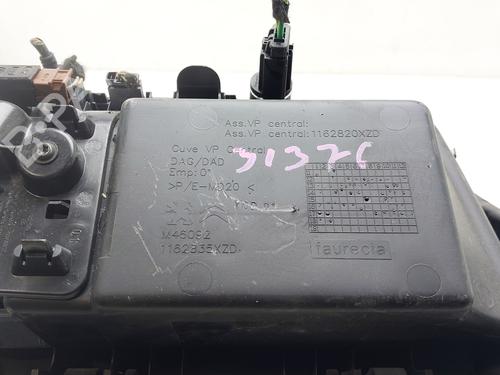 Ass.VP central:
Ass.VP central:1162820XZD
Cuve VP Central
31376
DAG/DAD
Emp:0*
>P/E-MD20<
M46092
1162835XZD
faurecia